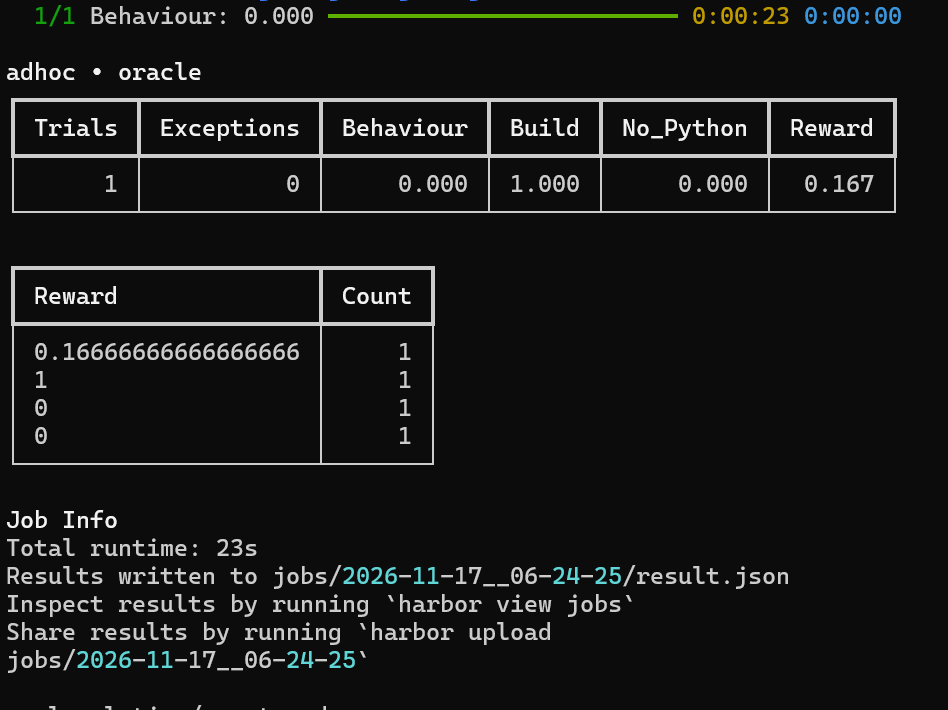 1/1 Behaviour: 0.000 0:00:23 0:00:00
adhoc • oracle
Trials Exceptions Behaviour Build No_Python Reward
1 0 0.000 1.000 0.000 0.167
Reward Count
0.16666666666666666 1
1 1
0 1
0 1
Job Info
Total runtime: 23s
Results written to jobs/2026-11-17__06-24-25/result.json
Inspect results by running `harbor view jobs`
Share results by running `harbor upload
jobs/2026-11-17__06-24-25`